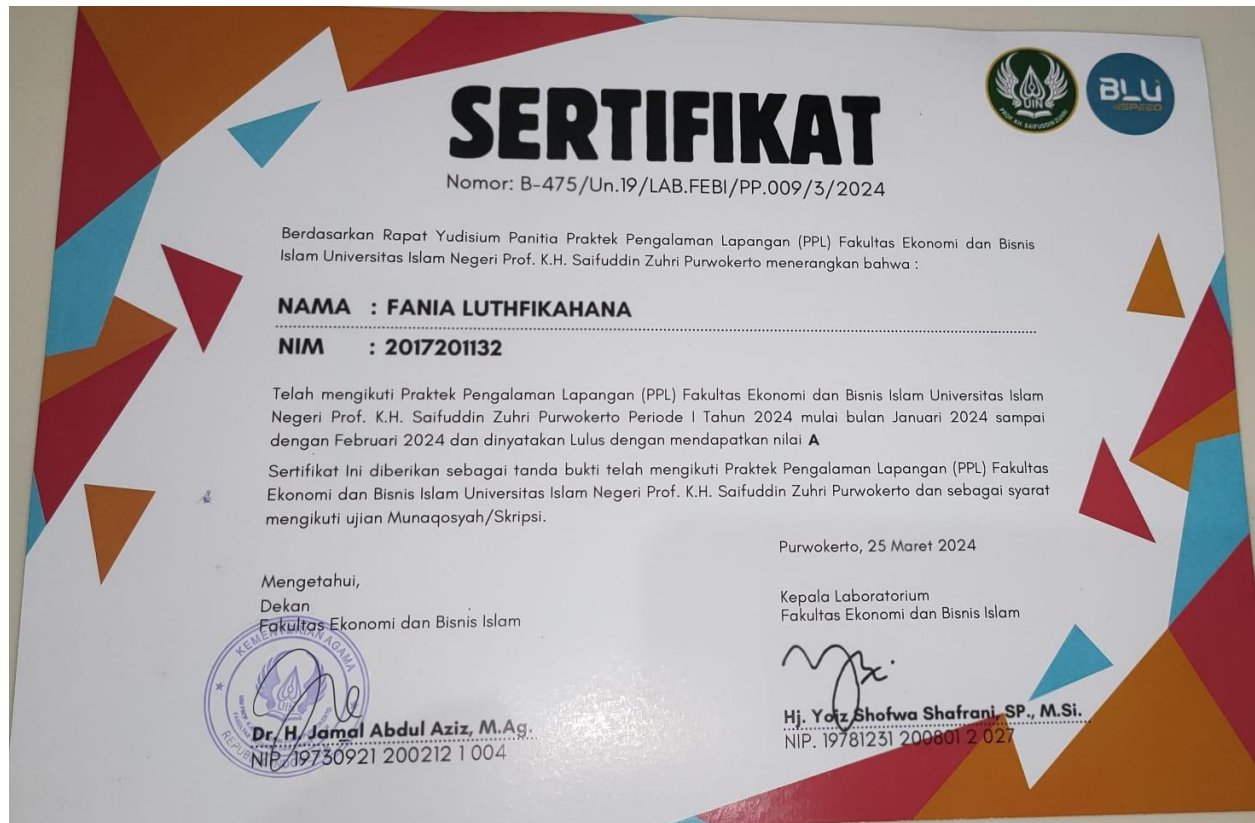 SERTIFIKAT
UIN
PROF. KH. SAIFUDDIN ZUHRI
BLU
SPEED
Nomor: B-475/Un.19/LAB.FEBI/PP.009/3/2024
Berdasarkan Rapat Yudisium Panitia Praktek Pengalaman Lapangan (PPL) Fakultas Ekonomi dan Bisnis
Islam Universitas Islam Negeri Prof. K.H. Saifuddin Zuhri Purwokerto menerangkan bahwa :
NAMA : FANIA LUTHFIKAHANA
NIM : 2017201132
Telah mengikuti Praktek Pengalaman Lapangan (PPL) Fakultas Ekonomi dan Bisnis Islam Universitas Islam
Negeri Prof. K.H. Saifuddin Zuhri Purwokerto Periode I Tahun 2024 mulai bulan Januari 2024 sampai
dengan Februari 2024 dan dinyatakan Lulus dengan mendapatkan nilai A
Sertifikat Ini diberikan sebagai tanda bukti telah mengikuti Praktek Pengalaman Lapangan (PPL) Fakultas
Ekonomi dan Bisnis Islam Universitas Islam Negeri Prof. K.H. Saifuddin Zuhri Purwokerto dan sebagai syarat
mengikuti ujian Munaqosyah/Skripsi.
Purwokerto, 25 Maret 2024
Mengetahui,
Dekan
Fakultas Ekonomi dan Bisnis Islam
KEMENTERIAN AGAMA
UIN
Dr. H. Jamal Abdul Aziz, M.Ag.
NIP. 19730921 200212 1 004
Kepala Laboratorium
Fakultas Ekonomi dan Bisnis Islam
Hj. Yoiz Shofwa Shafrani, SP., M.Si.
NIP. 19781231 200801 2 027